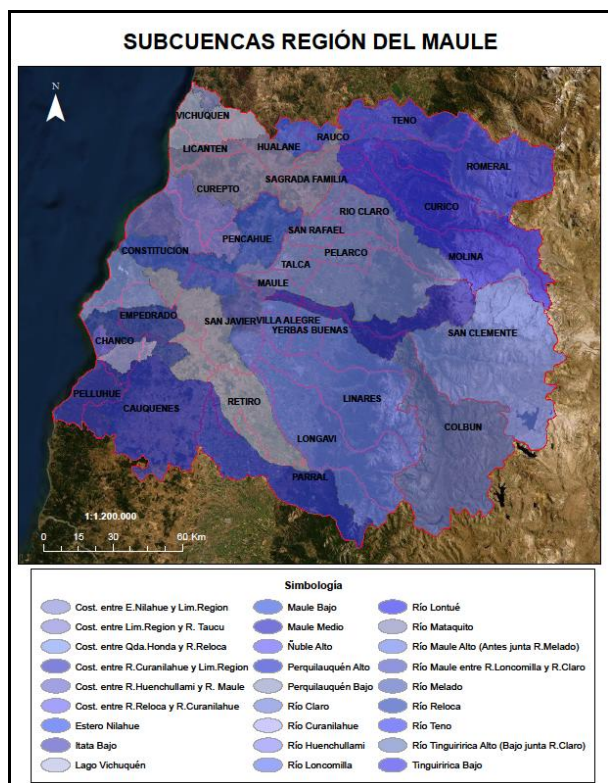 SUBCUENCAS REGIÓN DEL MAULE
N
VICHUQUEN
TENO
RAUCO
LICANTEN
HUALANE
ROMERAL
SAGRADA FAMILIA
CUREPTO
RIO CLARO
CURICO
SAN RAFAEL
PENCAHUE
CONSTITUCIÓN
PELARCO
MOLINA
TALCA
MAULE
EMPEDRADO
SAN JAVIER
VILLA ALEGRE
YERBAS BUENAS
SAN CLEMENTE
CHANCO
PELLUHUE
RETIRO
LINARES
CAUQUENES
COLBUN
LONGAVI
PARRAL
1:1.200.000
0 15 30 60 Km
Simbología
Cost. entre E.Nilahue y Lim.Region
Cost. entre Lim.Region y R. Taucu
Cost. entre Qda.Honda y R.Reloca
Cost. entre R.Curanilahue y Lim.Region
Cost. entre R.Huenchullami y R. Maule
Cost. entre R.Reloca y R.Curanilahue
Estero Nilahue
Itata Bajo
Lago Vichuquén
Maule Bajo
Maule Medio
Ñuble Alto
Perquilauquén Alto
Perquilauquén Bajo
Río Claro
Río Curanilahue
Río Huenchullami
Río Loncomilla
Río Lontué
Río Mataquito
Río Maule Alto (Antes junta R.Melado)
Río Maule entre R.Loncomilla y R.Claro
Río Melado
Río Reloca
Río Teno
Río Tinguiririca Alto (Bajo junta R.Claro)
Tinguiririca Bajo